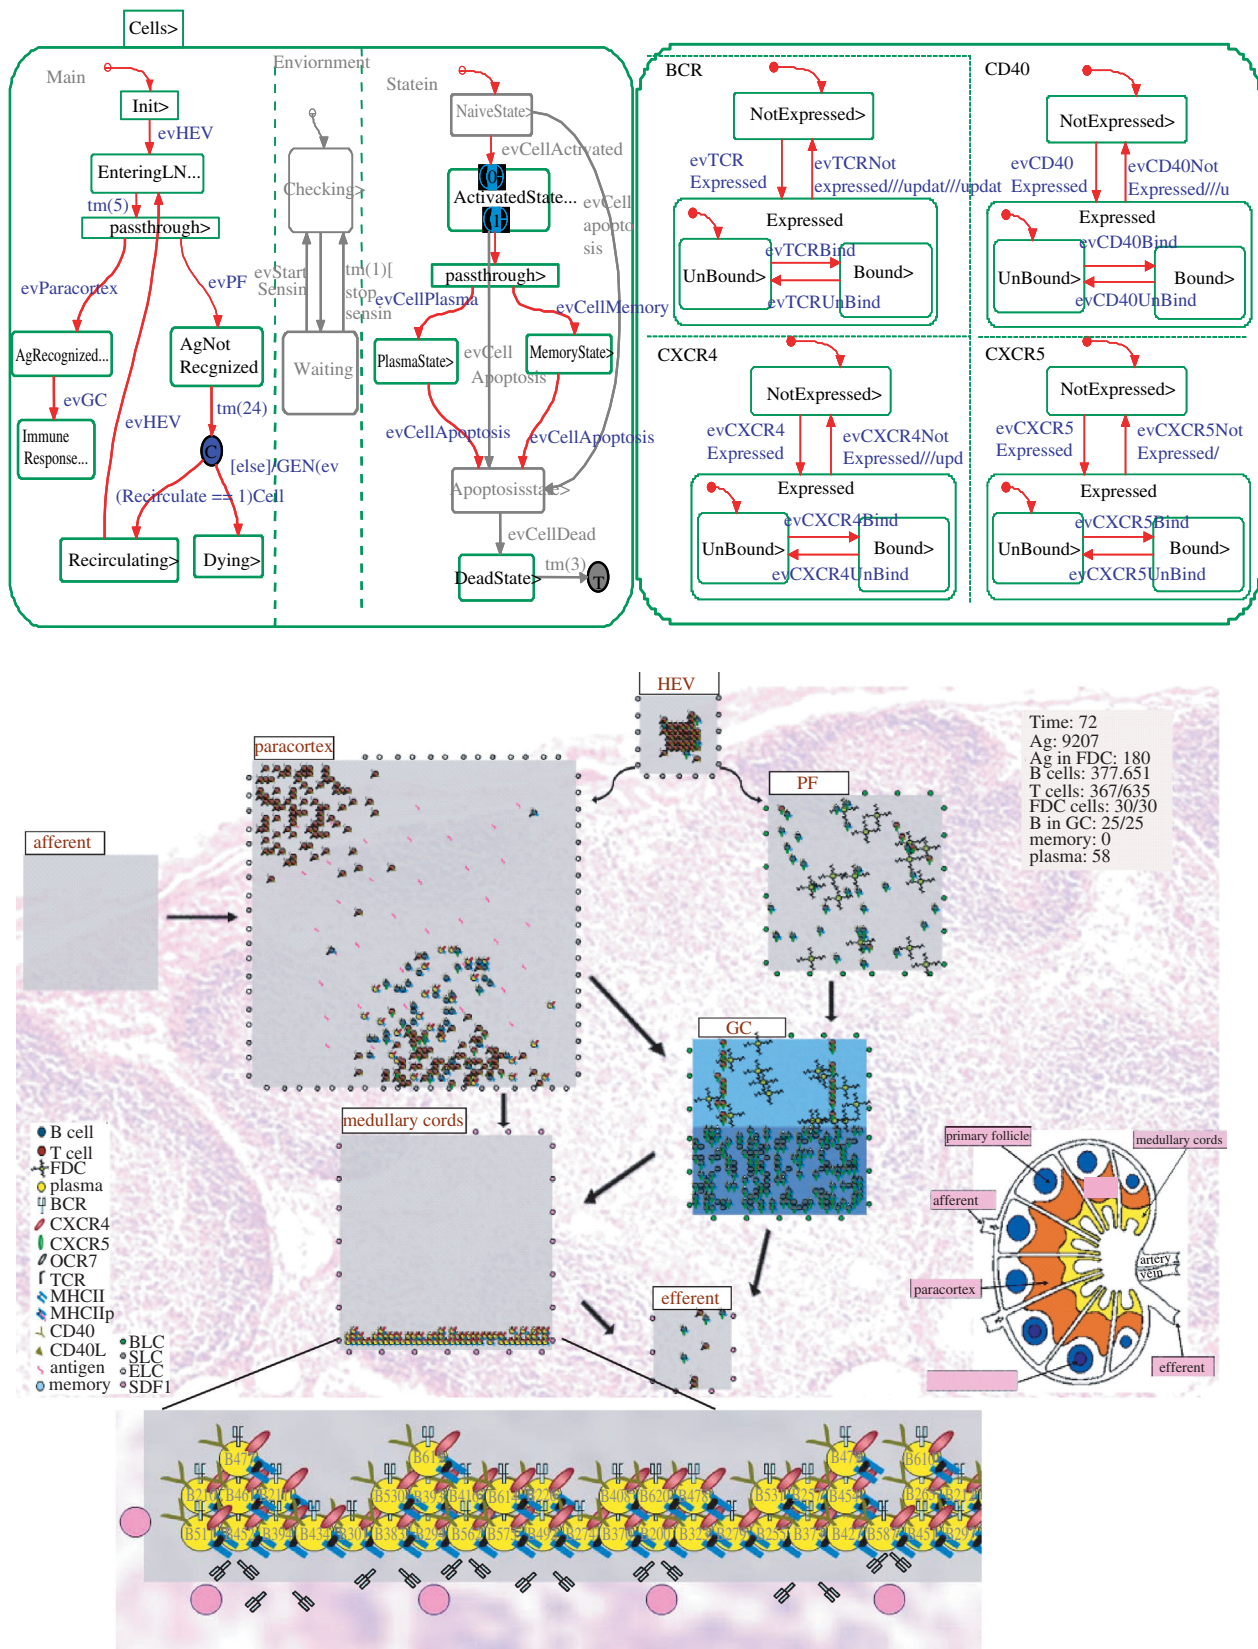 Cells>
Main
Init>
evHEV
EnteringLN...
tm(5)
passthrough>
evParacortex
evPF
AgRecognized...
AgNot
Recgnized
evGC
evHEV
tm(24)
Immune
Response...
C
[else]/GEN(ev
(Recirculate == 1)Cell
Recirculating>
Dying>
Enviornment
Checking>
evStart
Sensin
tm(1)[
stop
sensin
Waiting
Statein
NaiveState>
evCellActivated
ActivatedState...
evCell
apopto
sis
passthrough>
evCellPlasma
evCellMemory
PlasmaState>
MemoryState>
evCell
Apoptosis
evCellApoptosis
evCellApoptosis
Apoptosisstate>
evCellDead
DeadState>
tm(3)
T
BCR
NotExpressed>
evTCR
Expressed
evTCRNot
expressed///updat///updat
Expressed
UnBound>
evTCRBind
Bound>
evTCRUnBind
CD40
NotExpressed>
evCD40
Expressed
evCD40Not
Expressed///u
Expressed
UnBound>
evCD40Bind
Bound>
evCD40UnBind
CXCR4
NotExpressed>
evCXCR4
Expressed
evCXCR4Not
Expressed///upd
Expressed
UnBound>
evCXCR4Bind
Bound>
evCXCR4UnBind
CXCR5
NotExpressed>
evCXCR5
Expressed
evCXCR5Not
Expressed/
Expressed
UnBound>
evCXCR5Bind
Bound>
evCXCR5UnBind
HEV
paracortex
PF
afferent
GC
medullary cords
efferent
Time: 72
Ag: 9207
Ag in FDC: 180
B cells: 377.651
T cells: 367/635
FDC cells: 30/30
B in GC: 25/25
memory: 0
plasma: 58
B cell
T cell
FDC
plasma
BCR
CXCR4
CXCR5
OCR7
TCR
MHCII
MHCIIp
CD40
CD40L
antigen
memory
BLC
SLC
ELC
SDF1
primary follicle
medullary cords
afferent
artery
vein
paracortex
efferent